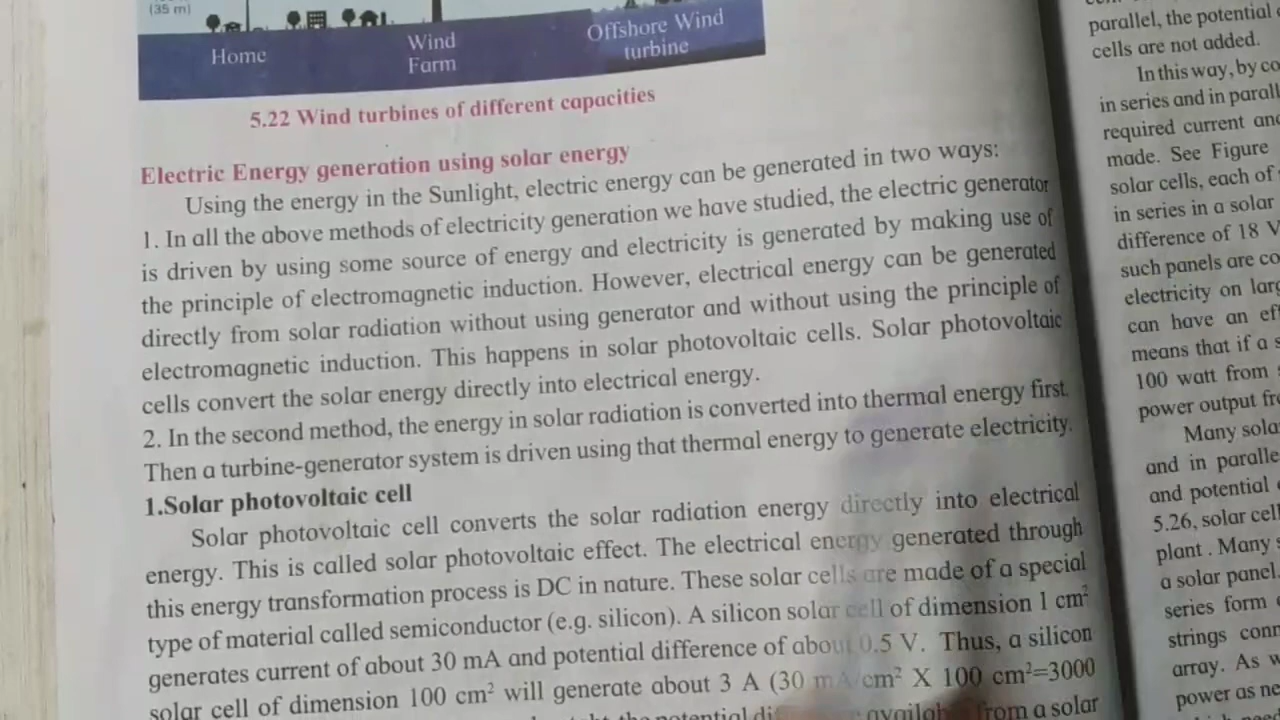 (35 m)
Home
Wind
Farm
Offshore Wind
turbine
5.22 Wind turbines of different capacities
Electric Energy generation using solar energy
Using the energy in the Sunlight, electric energy can be generated in two ways:
1. In all the above methods of electricity generation we have studied, the electric generator
is driven by using some source of energy and electricity is generated by making use of
the principle of electromagnetic induction. However, electrical energy can be generated
directly from solar radiation without using generator and without using the principle of
electromagnetic induction. This happens in solar photovoltaic cells. Solar photovoltaic
cells convert the solar energy directly into electrical energy.
2. In the second method, the energy in solar radiation is converted into thermal energy first.
Then a turbine-generator system is driven using that thermal energy to generate electricity.
1.Solar photovoltaic cell
Solar photovoltaic cell converts the solar radiation energy directly into electrical
energy. This is called solar photovoltaic effect. The electrical energy generated through
this energy transformation process is DC in nature. These solar cells are made of a special
type of material called semiconductor (e.g. silicon). A silicon solar cell of dimension 1 cm²
generates current of about 30 mA and potential difference of about 0.5 V. Thus, a silicon
solar cell of dimension 100 cm² will generate about 3 A (30 mA/cm² X 100 cm²=3000
the potential from a solar
parallel, the potential
cells are not added.
In this way, by
in series and in
required current
made. See Figure
solar cells, each of
in series in a solar
difference of 18 V
such panels are
electricity on
can have an
means that if a
100 watt from
power output
Many
and in
and potential
5.26, solar
plant . Many
a solar panel.
series form
strings
array. As
power as